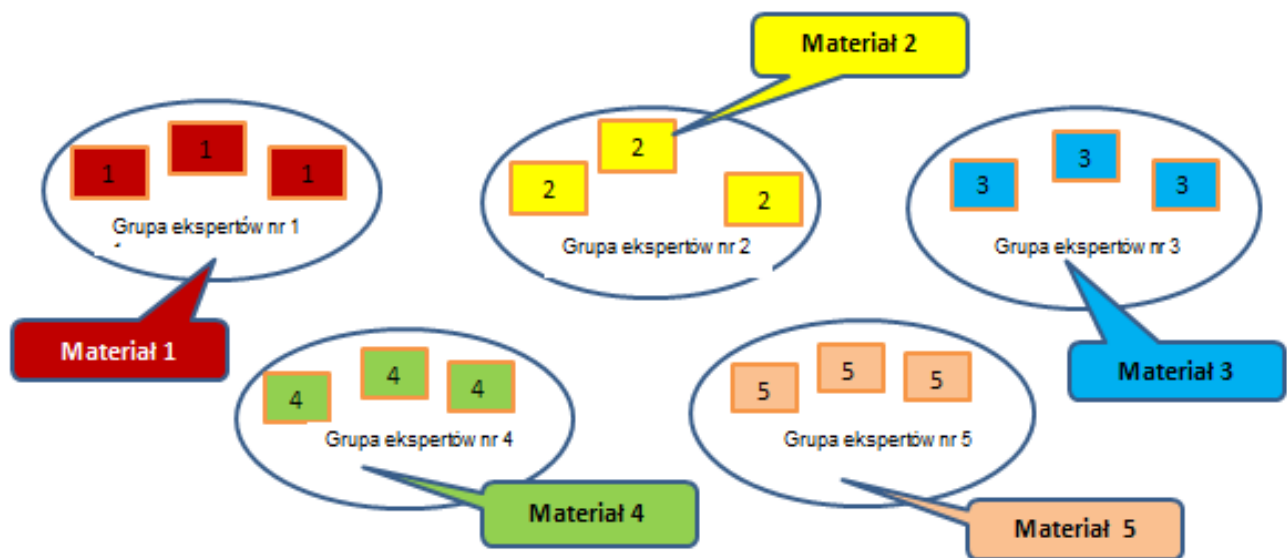 Materiał 2
1 1 1
Grupa ekspertów nr 1
Materiał 1
2 2 2
Grupa ekspertów nr 2
3 3 3
Grupa ekspertów nr 3
Materiał 3
4 4 4
Grupa ekspertów nr 4
Materiał 4
5 5 5
Grupa ekspertów nr 5
Materiał 5